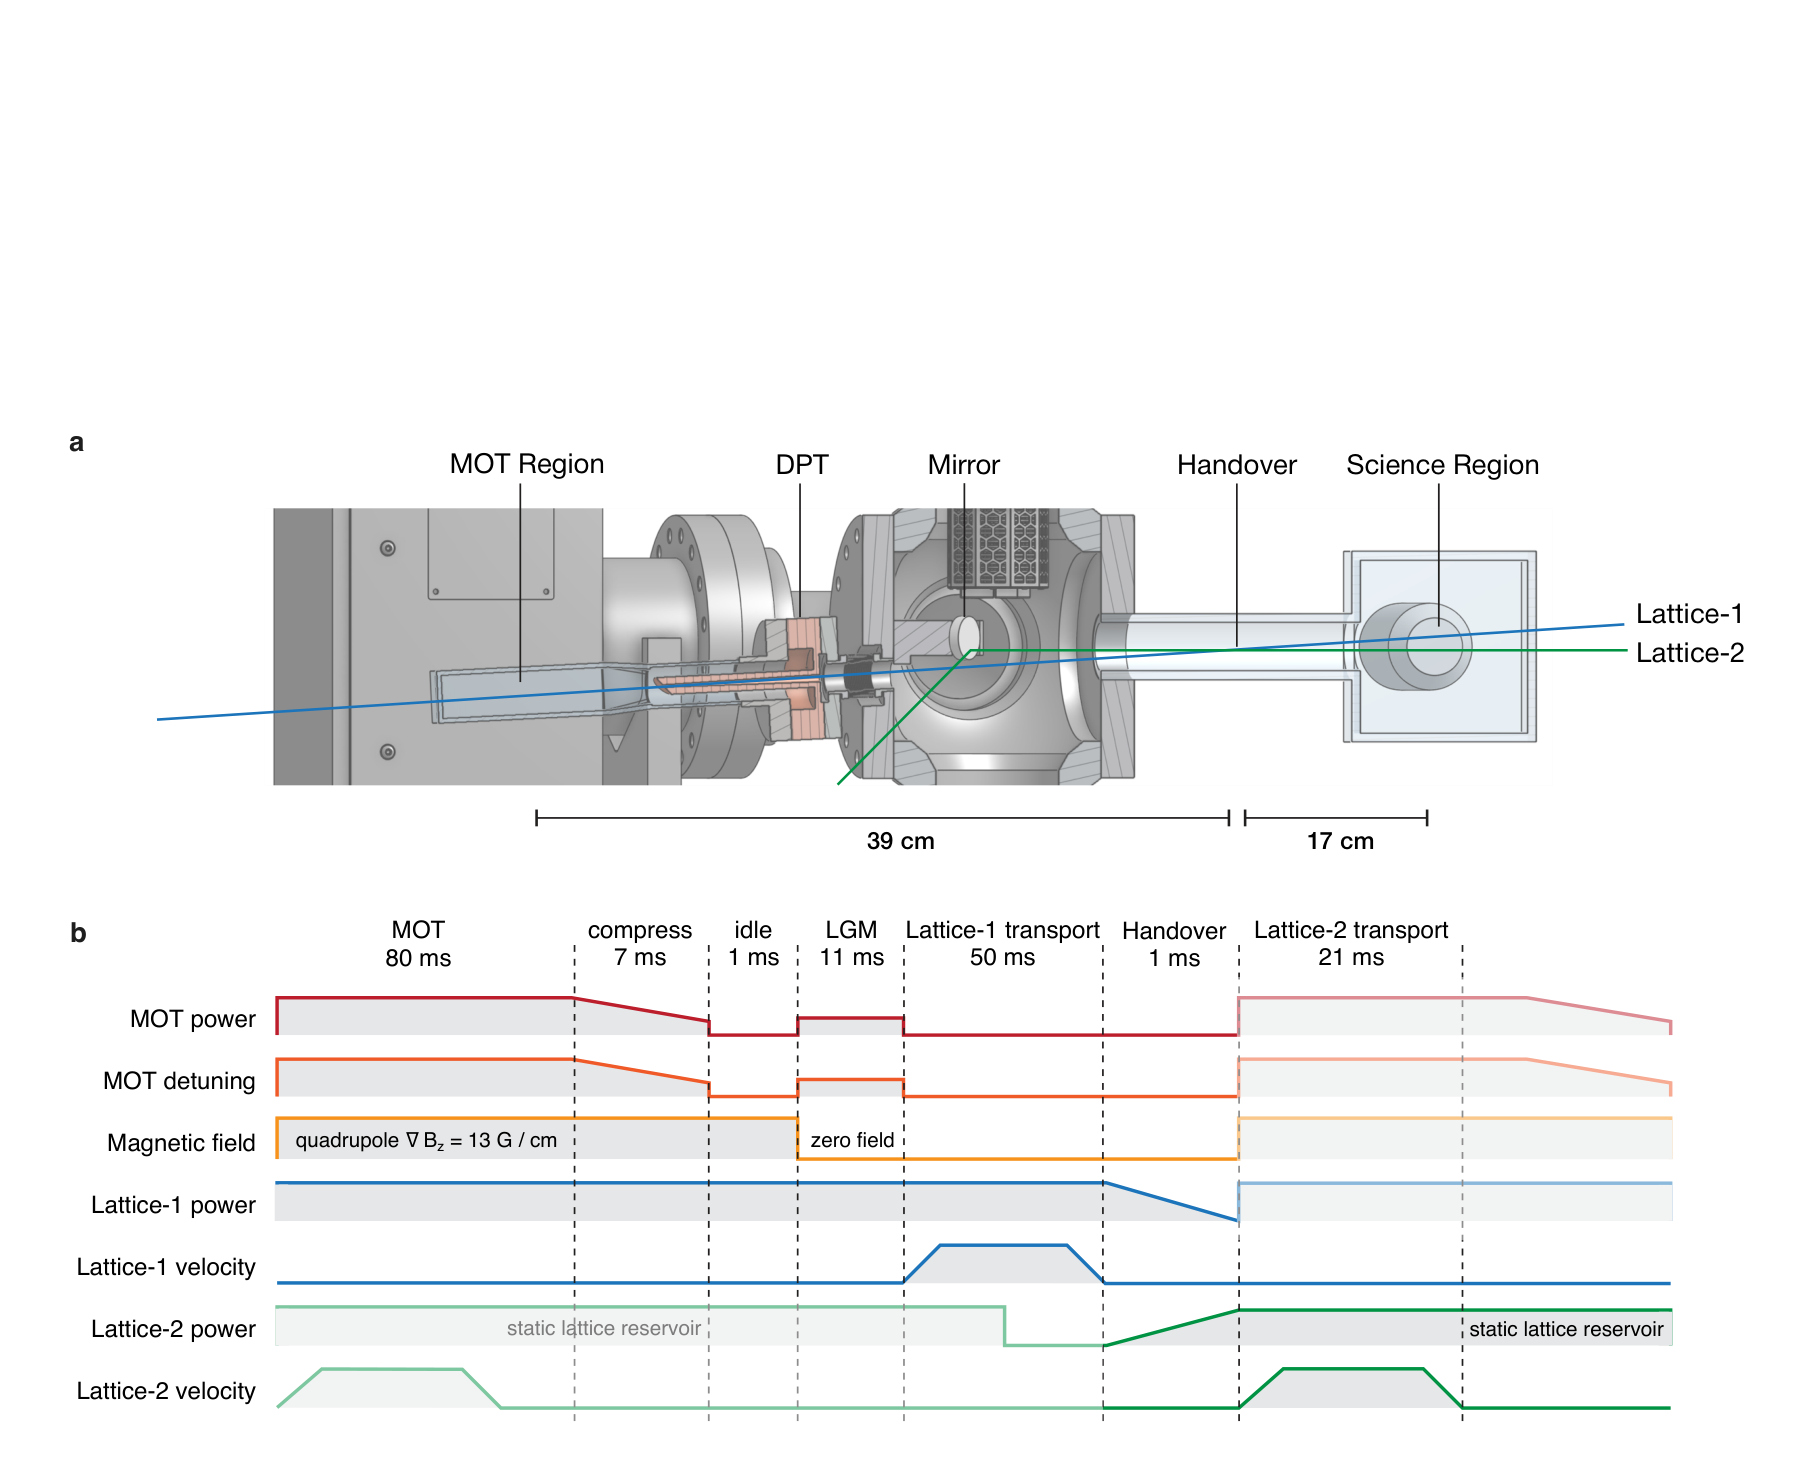 a
MOT Region
DPT
Mirror
Handover
Science Region
Lattice-1
Lattice-2
39 cm
17 cm
b
MOT
80 ms
compress
7 ms
idle
1 ms
LGM
11 ms
Lattice-1 transport
50 ms
Handover
1 ms
Lattice-2 transport
21 ms
MOT power
MOT detuning
Magnetic field
quadrupole ∇ Bz = 13 G / cm
zero field
Lattice-1 power
Lattice-1 velocity
Lattice-2 power
static lattice reservoir
static lattice reservoir
Lattice-2 velocity